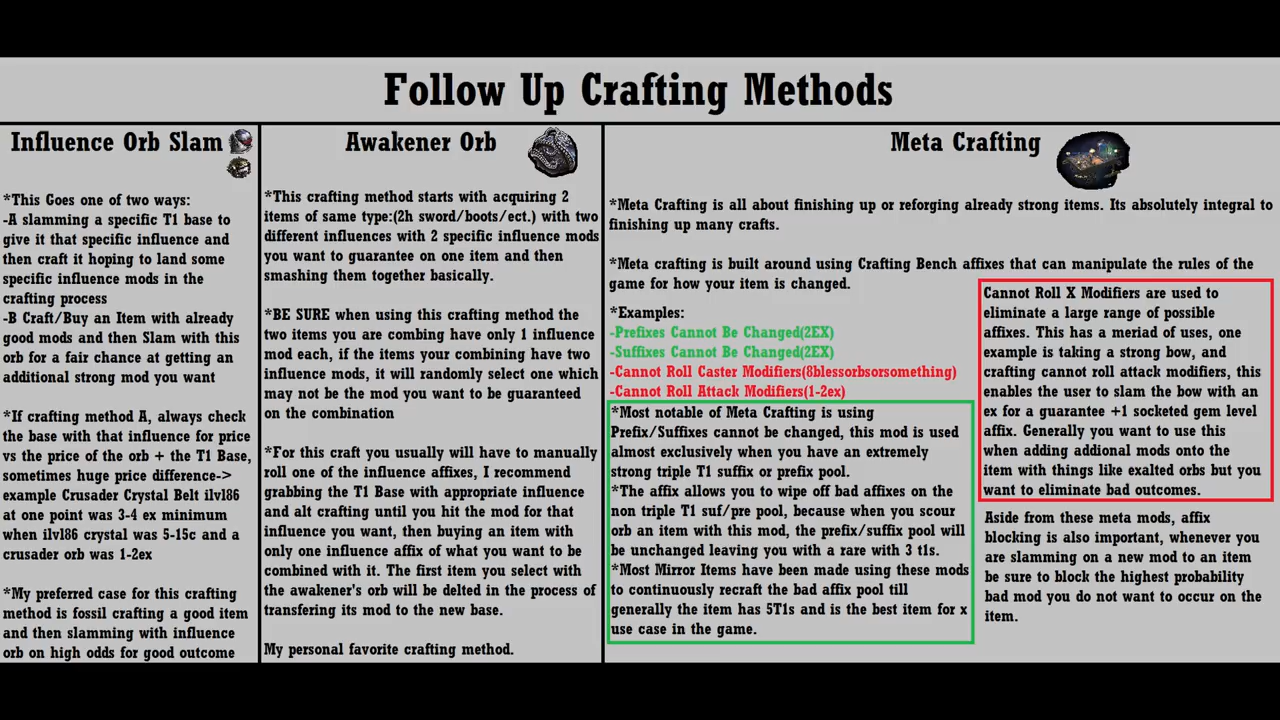 Follow Up Crafting Methods
Influence Orb Slam
*This Goes one of two ways:
-A slamming a specific T1 base to
give it that specific influence and
then craft it hoping to land some
specific influence mods in the
crafting process
-B Craft/Buy an Item with already
good mods and then Slam with this
orb for a fair chance at getting an
additional strong mod you want
*If crafting method A, always check
the base with that influence for price
vs the price of the orb + the T1 Base,
sometimes huge price difference->
example Crusader Crystal Belt ilvl86
at one point was 3-4 ex minimum
when ilvl86 crystal was 5-15c and a
crusader orb was 1-2ex
*My preferred case for this crafting
method is fossil crafting a good item
and then slamming with influence
orb on high odds for good outcome
Awakener Orb
*This crafting method starts with acquiring 2
items of same type:(2h sword/boots/ect.) with two
different influences with 2 specific influence mods
you want to guarantee on one item and then
smashing them together basically.
*BE SURE when using this crafting method the
two items you are combing have only 1 influence
mod each, if the items your combining have two
influence mods, it will randomly select one which
may not be the mod you want to be guaranteed
on the combination
*For this craft you usually will have to manually
roll one of the influence affixes, I recommend
grabbing the T1 Base with appropriate influence
and alt crafting until you hit the mod for that
influence you want, then buying an item with
only one influence affix of what you want to be
combined with it. The first item you select with
the awakener's orb will be delted in the process of
transfering its mod to the new base.
My personal favorite crafting method.
Meta Crafting
*Meta Crafting is all about finishing up or reforging already strong items. Its absolutely integral to
finishing up many crafts.
*Meta crafting is built around using Crafting Bench affixes that can manipulate the rules of the
game for how your item is changed.
*Examples:
-Prefixes Cannot Be Changed(2EX)
-Suffixes Cannot Be Changed(2EX)
-Cannot Roll Caster Modifiers(8blessorbsorsomething)
-Cannot Roll Attack Modifiers(1-2ex)
*Most notable of Meta Crafting is using
Prefix/Suffixes cannot be changed, this mod is used
almost exclusively when you have an extremely
strong triple T1 suffix or prefix pool.
*The affix allows you to wipe off bad affixes on the
non triple T1 suf/pre pool, because when you scour
orb an item with this mod, the prefix/suffix pool will
be unchanged leaving you with a rare with 3 t1s.
*Most Mirror Items have been made using these mods
to continuously recraft the bad affix pool till
generally the item has 5T1s and is the best item for x
use case in the game.
Cannot Roll X Modifiers are used to
eliminate a large range of possible
affixes. This has a meriad of uses, one
example is taking a strong bow, and
crafting cannot roll attack modifiers, this
enables the user to slam the bow with an
ex for a guarantee +1 socketed gem level
affix. Generally you want to use this
when adding addional mods onto the
item with things like exalted orbs but you
want to eliminate bad outcomes.
Aside from these meta mods, affix
blocking is also important, whenever you
are slamming on a new mod to an item
be sure to block the highest probability
bad mod you do not want to occur on the
item.